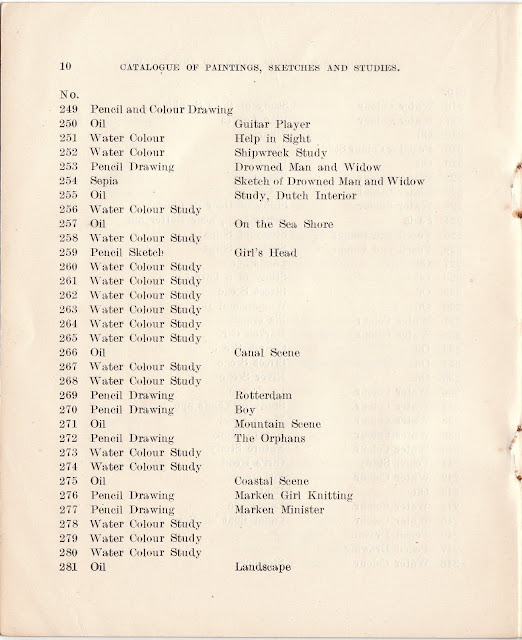 10 CATALOGUE OF PAINTINGS, SKETCHES AND STUDIES.
No.
249 Pencil and Colour Drawing
250 Oil Guitar Player
251 Water Colour Help in Sight
252 Water Colour Shipwreck Study
253 Pencil Drawing Drowned Man and Widow
254 Sepia Sketch of Drowned Man and Widow
255 Oil Study, Dutch Interior
256 Water Colour Study
257 Oil On the Sea Shore
258 Water Colour Study
259 Pencil Sketch Girl's Head
260 Water Colour Study
261 Water Colour Study
262 Water Colour Study
263 Water Colour Study
264 Water Colour Study
265 Water Colour Study
266 Oil Canal Scene
267 Water Colour Study
268 Water Colour Study
269 Pencil Drawing Rotterdam
270 Pencil Drawing Boy
271 Oil Mountain Scene
272 Pencil Drawing The Orphans
273 Water Colour Study
274 Water Colour Study
275 Oil Coastal Scene
276 Pencil Drawing Marken Girl Knitting
277 Pencil Drawing Marken Minister
278 Water Colour Study
279 Water Colour Study
280 Water Colour Study
281 Oil Landscape